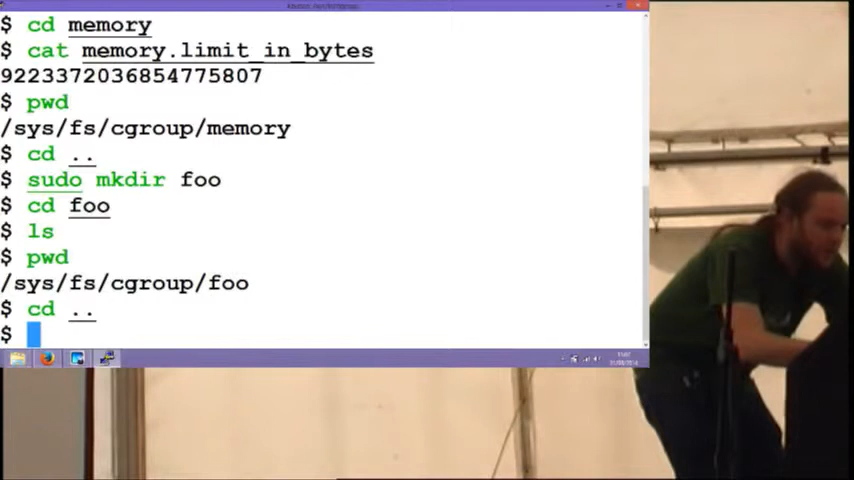 $ cd memory
$ cat memory.limit_in_bytes
9223372036854775807
$ pwd
/sys/fs/cgroup/memory
$ cd ..
$ sudo mkdir foo
$ cd foo
$ ls
$ pwd
/sys/fs/cgroup/foo
$ cd ..
$